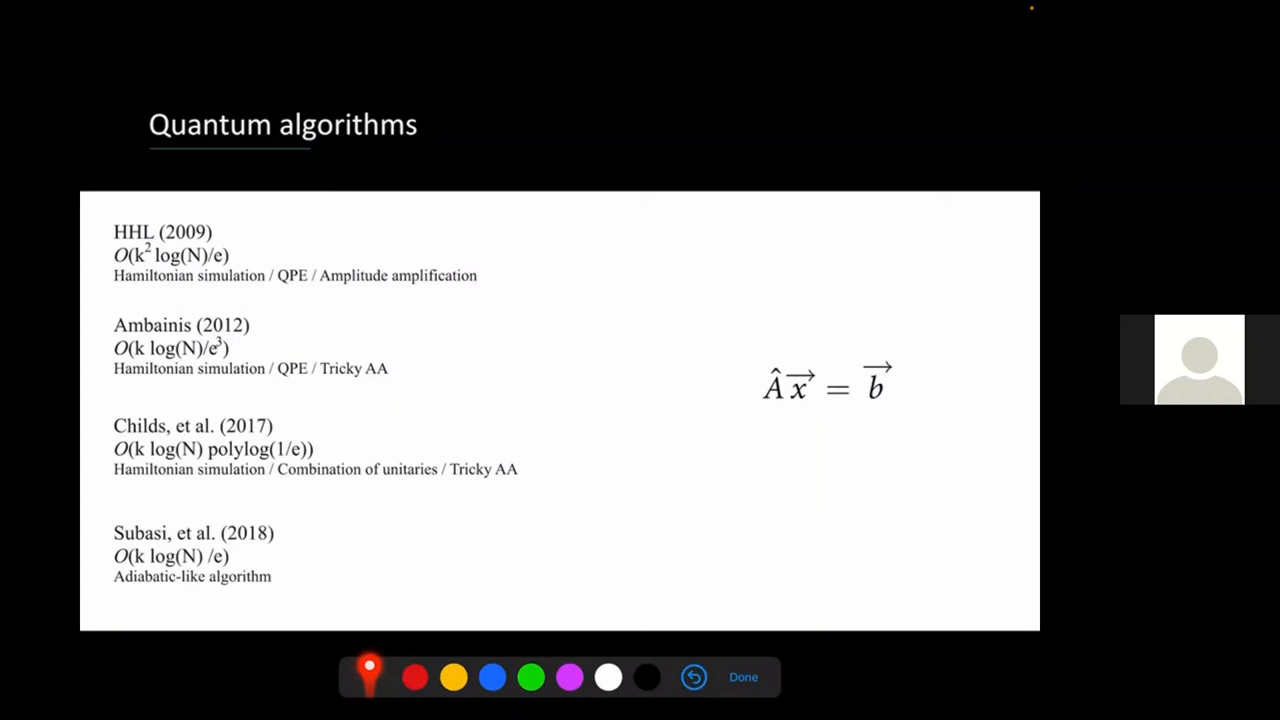 Quantum algorithms
HHL (2009)
O(k² log(N)/e)
Hamiltonian simulation / QPE / Amplitude amplification
Ambainis (2012)
O(k log(N)/e³)
Hamiltonian simulation / QPE / Tricky AA
Childs, et al. (2017)
O(k log(N) polylog(1/e))
Hamiltonian simulation / Combination of unitaries / Tricky AA
Subasi, et al. (2018)
O(k log(N) /e)
Adiabatic-like algorithm
Â x⃗ = b⃗
Done